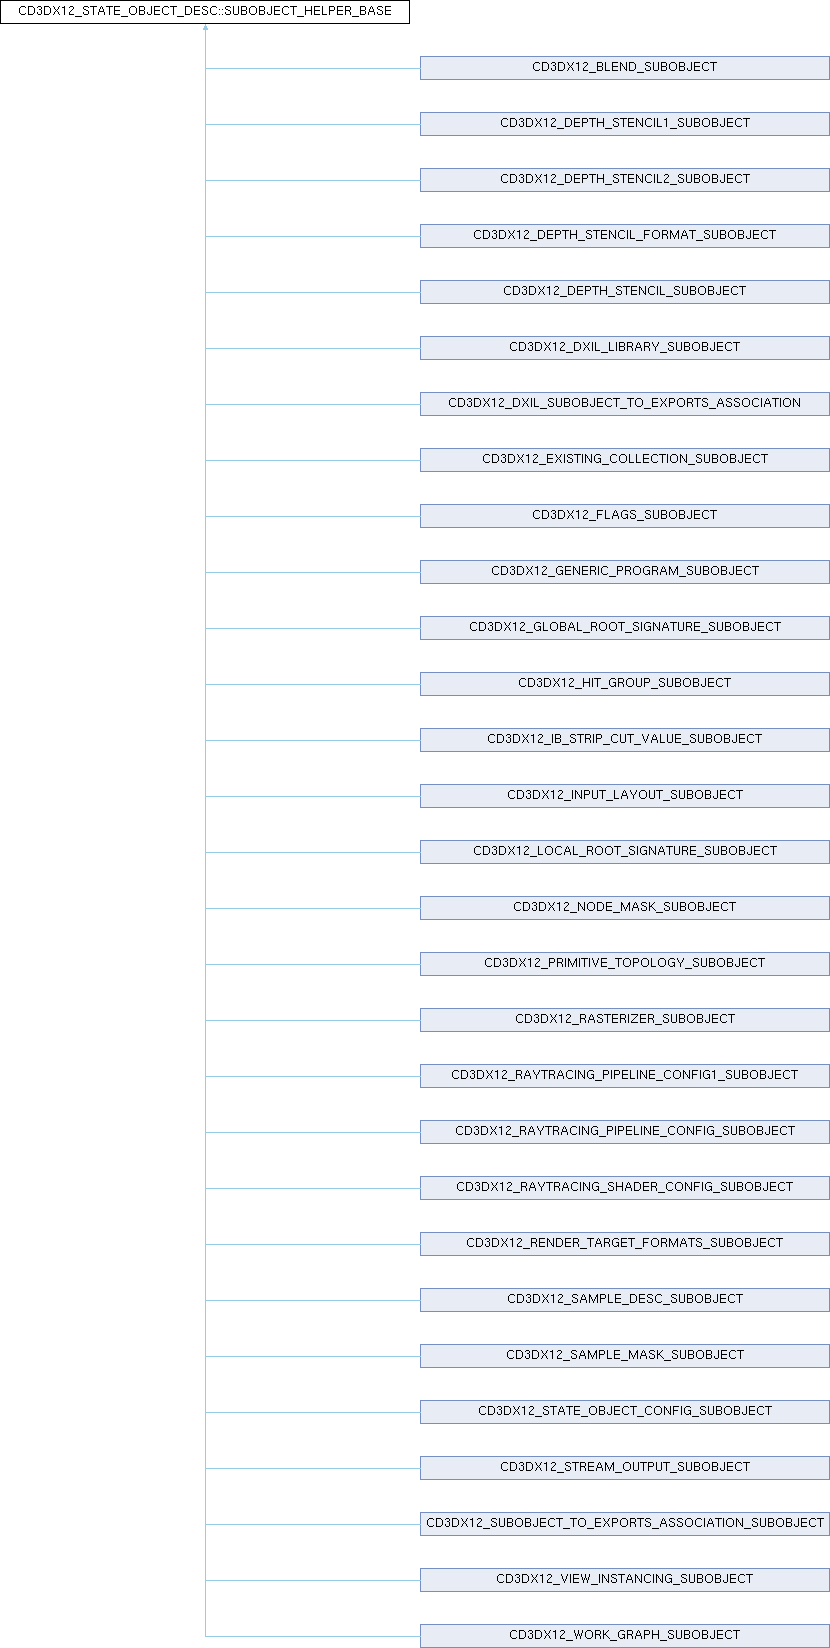 CD3DX12_STATE_OBJECT_DESC::SUBOBJECT_HELPER_BASE
CD3DX12_BLEND_SUBOBJECT
CD3DX12_DEPTH_STENCIL1_SUBOBJECT
CD3DX12_DEPTH_STENCIL2_SUBOBJECT
CD3DX12_DEPTH_STENCIL_FORMAT_SUBOBJECT
CD3DX12_DEPTH_STENCIL_SUBOBJECT
CD3DX12_DXIL_LIBRARY_SUBOBJECT
CD3DX12_DXIL_SUBOBJECT_TO_EXPORTS_ASSOCIATION
CD3DX12_EXISTING_COLLECTION_SUBOBJECT
CD3DX12_FLAGS_SUBOBJECT
CD3DX12_GENERIC_PROGRAM_SUBOBJECT
CD3DX12_GLOBAL_ROOT_SIGNATURE_SUBOBJECT
CD3DX12_HIT_GROUP_SUBOBJECT
CD3DX12_IB_STRIP_CUT_VALUE_SUBOBJECT
CD3DX12_INPUT_LAYOUT_SUBOBJECT
CD3DX12_LOCAL_ROOT_SIGNATURE_SUBOBJECT
CD3DX12_NODE_MASK_SUBOBJECT
CD3DX12_PRIMITIVE_TOPOLOGY_SUBOBJECT
CD3DX12_RASTERIZER_SUBOBJECT
CD3DX12_RAYTRACING_PIPELINE_CONFIG1_SUBOBJECT
CD3DX12_RAYTRACING_PIPELINE_CONFIG_SUBOBJECT
CD3DX12_RAYTRACING_SHADER_CONFIG_SUBOBJECT
CD3DX12_RENDER_TARGET_FORMATS_SUBOBJECT
CD3DX12_SAMPLE_DESC_SUBOBJECT
CD3DX12_SAMPLE_MASK_SUBOBJECT
CD3DX12_STATE_OBJECT_CONFIG_SUBOBJECT
CD3DX12_STREAM_OUTPUT_SUBOBJECT
CD3DX12_SUBOBJECT_TO_EXPORTS_ASSOCIATION_SUBOBJECT
CD3DX12_VIEW_INSTANCING_SUBOBJECT
CD3DX12_WORK_GRAPH_SUBOBJECT